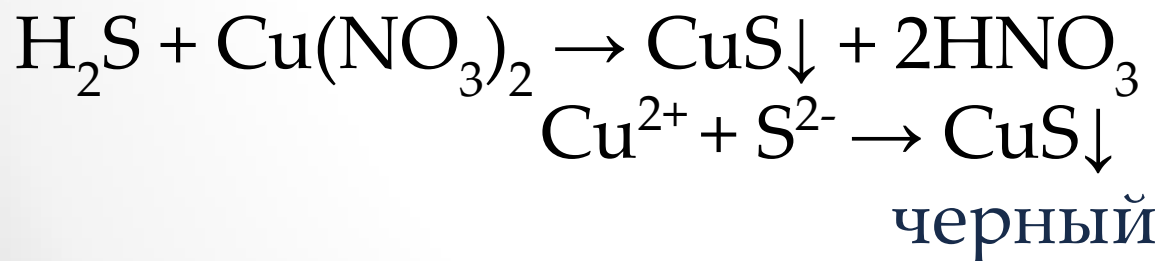 H₂S + Cu(NO₃)₂ → CuS↓ + 2HNO₃
Cu²⁺ + S²⁻ → CuS↓
черный